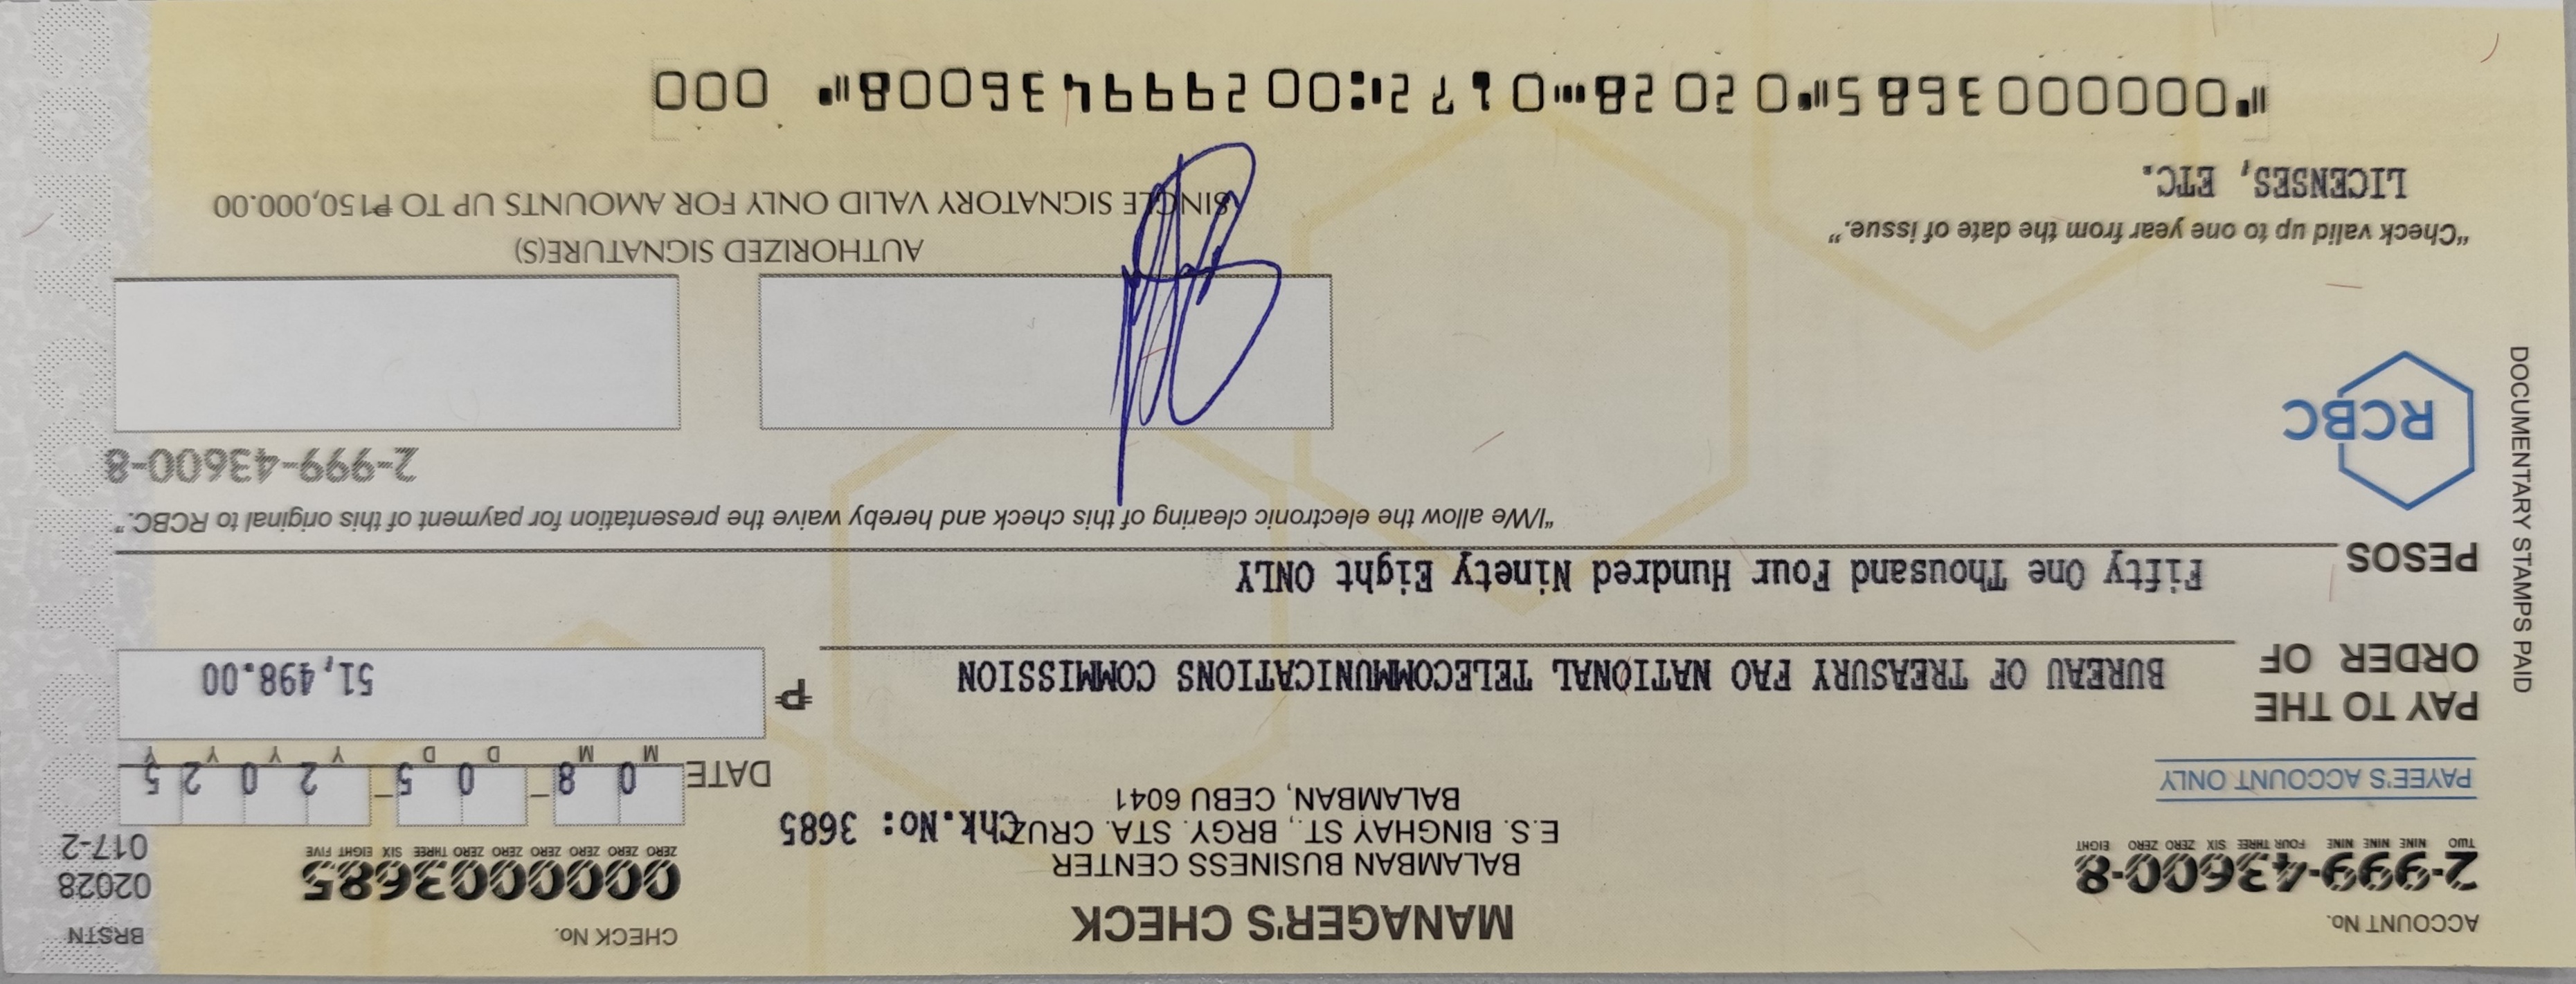 ACCOUNT No.
2-999-43600-8
TWO NINE NINE NINE FOUR THREE SIX ZERO ZERO EIGHT
PAYEE'S ACCOUNT ONLY
MANAGER'S CHECK
BALAMBAN BUSINESS CENTER
E.S. BINGHAY ST., BRGY. STA. CRUZ
BALAMBAN, CEBU 6041
Chk.No: 3685
CHECK No.
0000003685
ZERO ZERO ZERO ZERO ZERO ZERO THREE SIX EIGHT FIVE
BRSTN
02028
017-2
DATE 0 8 - 0 5 - 2 0 2 5
M M D D Y Y Y Y
PAY TO THE
ORDER OF BUREAU OF TREASURY FAO NATIONAL TELECOMMUNICATIONS COMMISSION
₱ 51,498.00
PESOS Fifty One Thousand Four Hundred Ninety Eight ONLY
"I/We allow the electronic clearing of this check and hereby waive the presentation for payment of this original to RCBC."
2-999-43600-8
RCBC
DOCUMENTARY STAMPS PAID
AUTHORIZED SIGNATURE(S)
SINGLE SIGNATORY VALID ONLY FOR AMOUNTS UP TO ₱150,000.00
"Check valid up to one year from the date of issue."
LICENSES, ETC.
⑈0000003685⑈02028⑉0172⑆002999436008⑈ 000